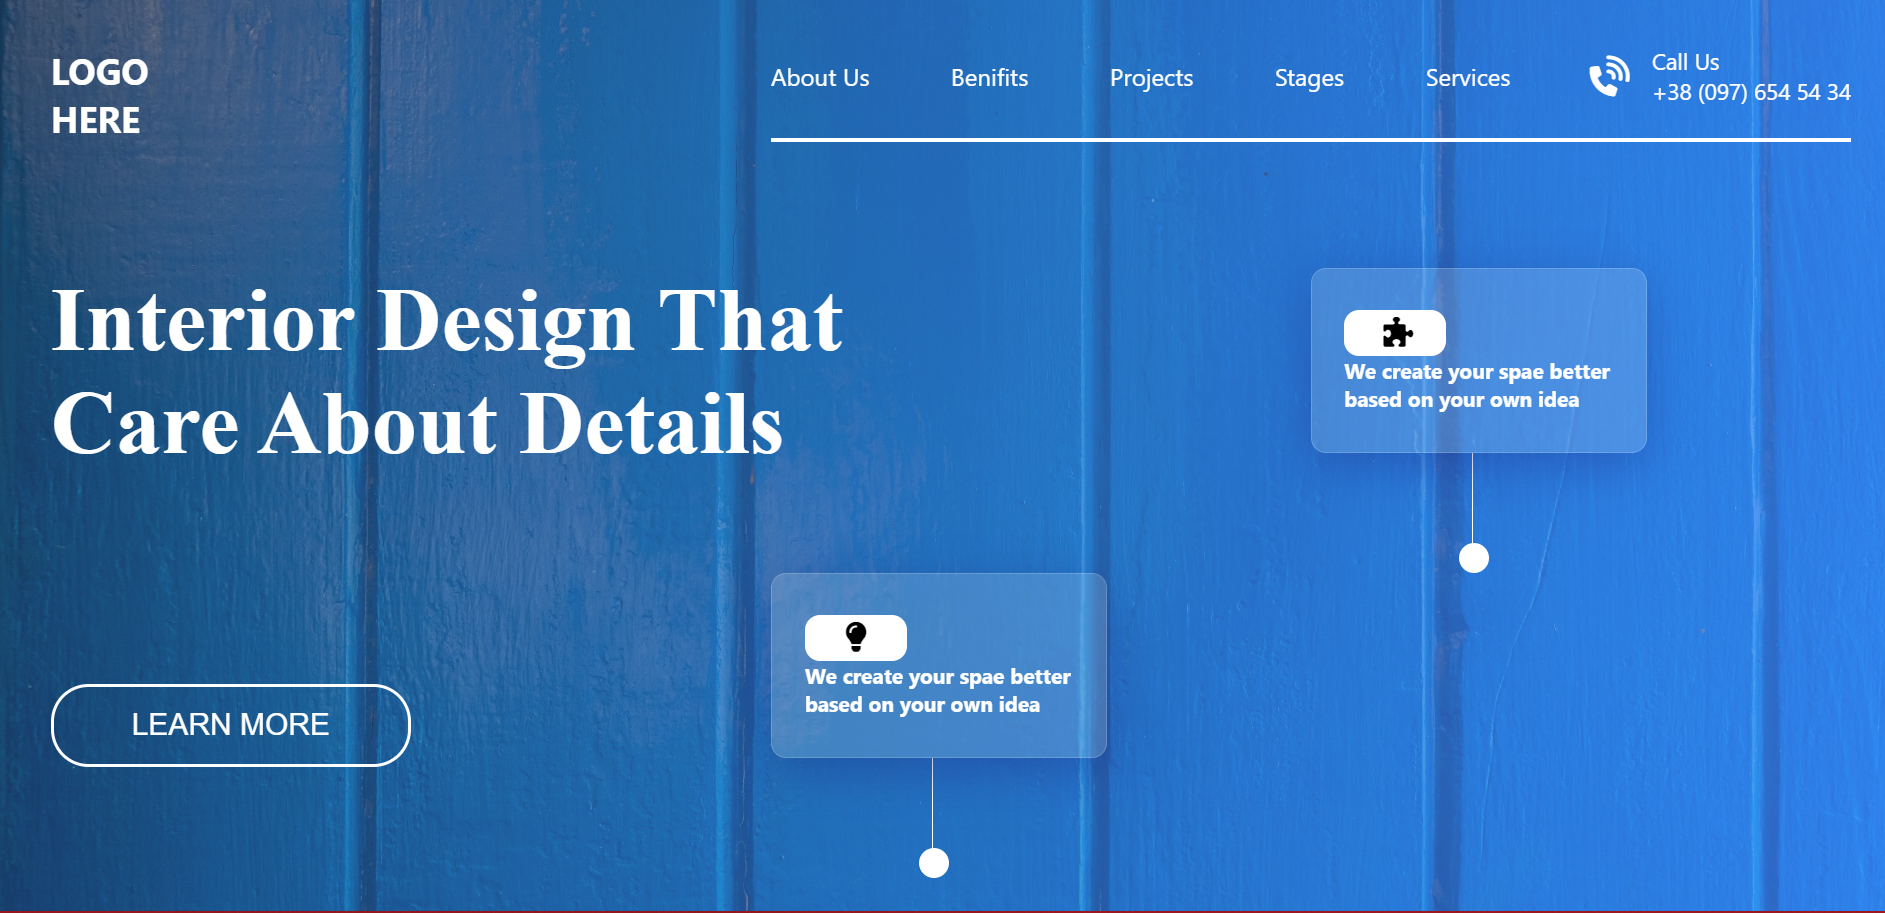 LOGO
HERE
About Us
Benifits
Projects
Stages
Services
Call Us
+38 (097) 654 54 34
Interior Design That
Care About Details
We create your spae better
based on your own idea
We create your spae better
based on your own idea
LEARN MORE